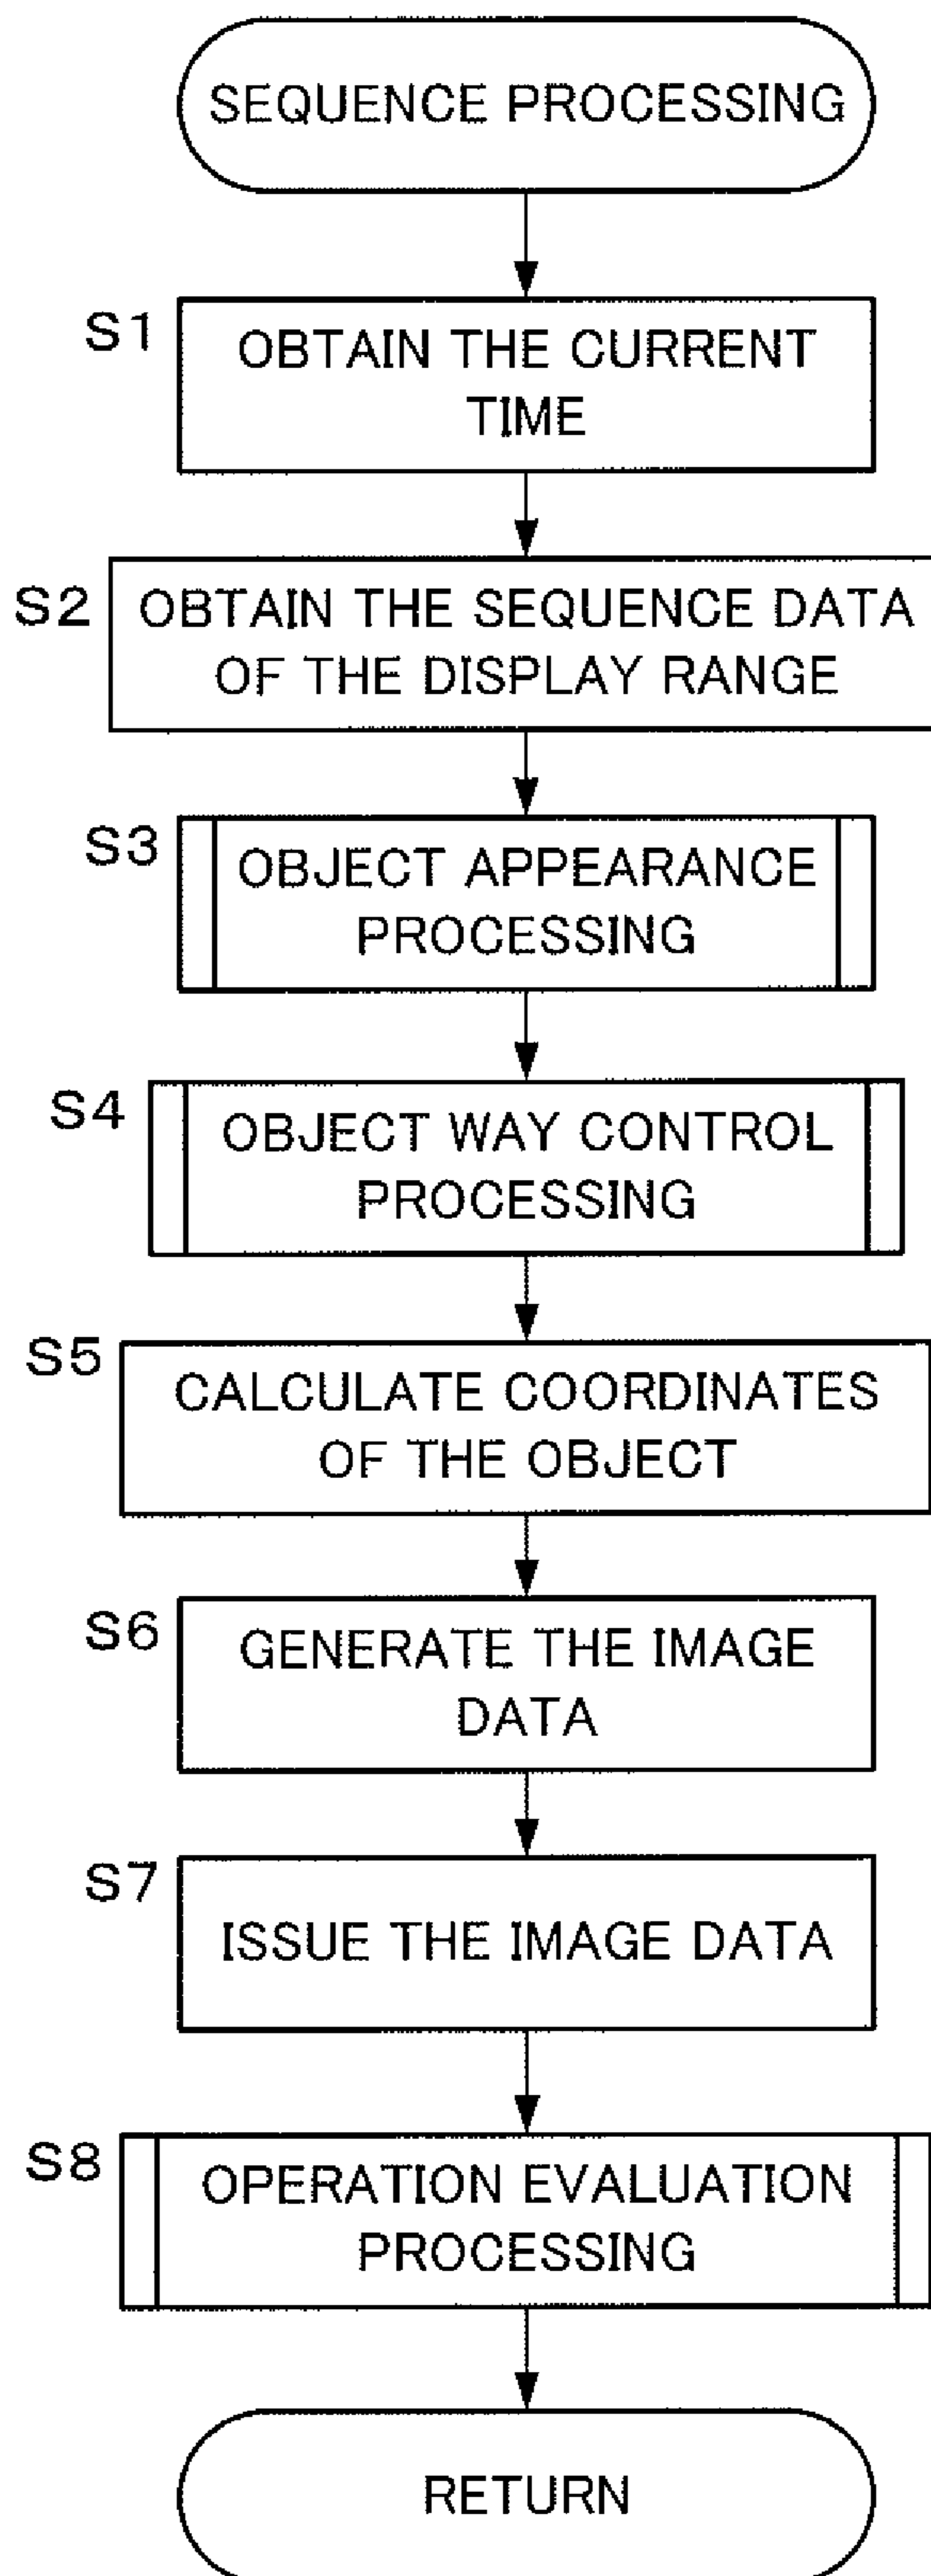 SEQUENCE PROCESSING
S1
OBTAIN THE CURRENT
TIME
S2
OBTAIN THE SEQUENCE DATA
OF THE DISPLAY RANGE
S3
OBJECT APPEARANCE
PROCESSING
S4
OBJECT WAY CONTROL
PROCESSING
S5
CALCULATE COORDINATES
OF THE OBJECT
S6
GENERATE THE IMAGE
DATA
S7
ISSUE THE IMAGE DATA
S8
OPERATION EVALUATION
PROCESSING
RETURN